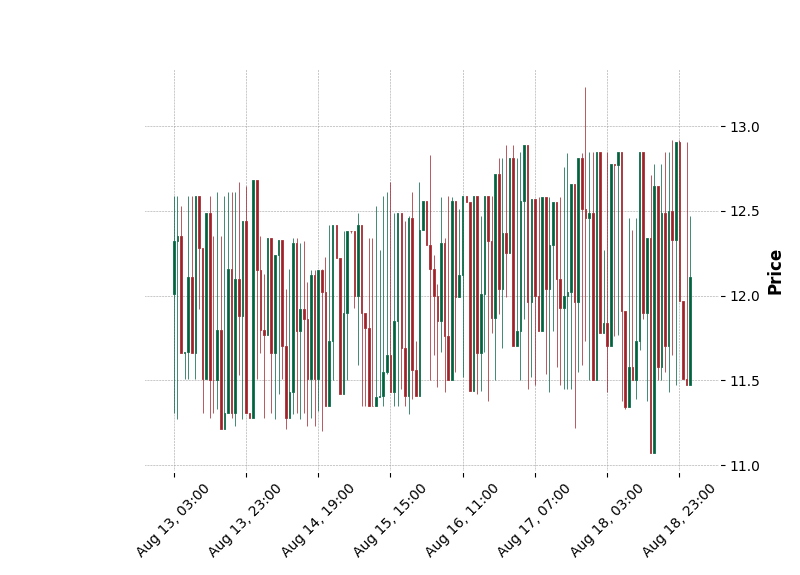 13.0
12.5
12.0
11.5
11.0
Price
Aug 13, 03:00
Aug 13, 23:00
Aug 14, 19:00
Aug 15, 15:00
Aug 16, 11:00
Aug 17, 07:00
Aug 18, 03:00
Aug 18, 23:00